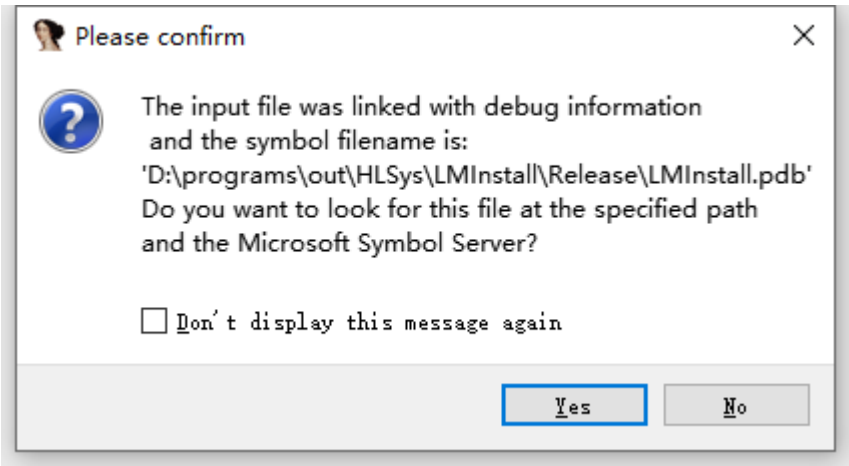 Please confirm
The input file was linked with debug information
and the symbol filename is:
'D:\programs\out\HLSys\LMInstall\Release\LMInstall.pdb'
Do you want to look for this file at the specified path
and the Microsoft Symbol Server?
Don't display this message again
Yes
No